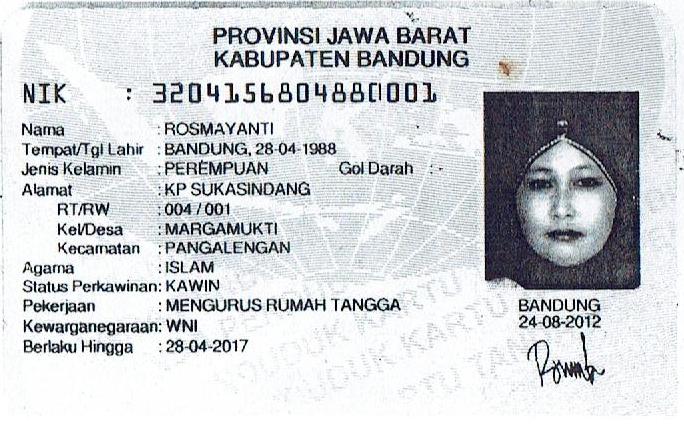 PROVINSI JAWA BARAT
KABUPATEN BANDUNG
NIK : 3204156804880001
Nama : ROSMAYANTI
Tempat/Tgl Lahir : BANDUNG, 28-04-1988
Jenis Kelamin : PEREMPUAN Gol Darah : -
Alamat : KP SUKASINDANG
RT/RW : 004 / 001
Kel/Desa : MARGAMUKTI
Kecamatan : PANGALENGAN
Agama : ISLAM
Status Perkawinan: KAWIN
Pekerjaan : MENGURUS RUMAH TANGGA
Kewarganegaraan: WNI
Berlaku Hingga : 28-04-2017
BANDUNG
24-08-2012